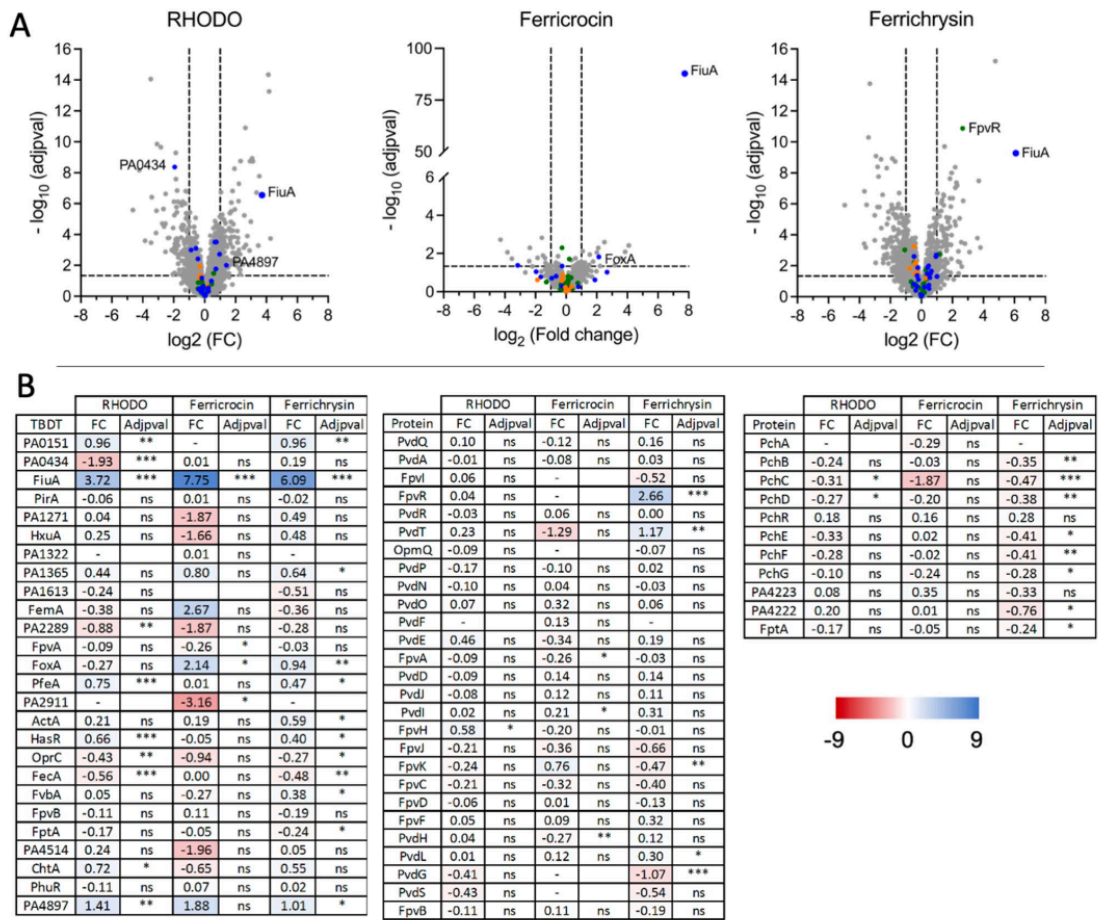 A
RHODO
Ferricrocin
Ferrichrysin
- log10 (adjpval)
16
14
12
10
8
6
4
2
0
-8 -6 -4 -2 0 2 4 6 8
log2 (FC)
PA0434
FiuA
PA4897
- log10 (adjpval)
100
75
50
6
4
2
0
-8 -6 -4 -2 0 2 4 6 8
log2 (Fold change)
FiuA
FoxA
- log10 (adjpval)
16
14
12
10
8
6
4
2
0
-8 -6 -4 -2 0 2 4 6 8
log2 (FC)
FpvR
FiuA
B
RHODO Ferricrocin Ferrichrysin
TBDT FC Adjpval FC Adjpval FC Adjpval
PA0151 0.96 ** - 0.96 **
PA0434 -1.93 *** 0.01 ns 0.19 ns
FiuA 3.72 *** 7.75 *** 6.09 ***
PirA -0.06 ns 0.01 ns -0.02 ns
PA1271 0.04 ns -1.87 0.49 ns
HxuA 0.25 ns -1.66 0.48 ns
PA1322 - 0.01 ns -
PA1365 0.44 ns 0.80 ns 0.64 *
PA1613 -0.24 ns -0.51 ns
FemA -0.38 ns 2.67 -0.36 ns
PA2289 -0.88 ** -1.87 -0.28 ns
FpvA -0.09 ns -0.26 * -0.03 ns
FoxA -0.27 ns 2.14 * 0.94 **
PfeA 0.75 *** 0.01 ns 0.47 *
PA2911 - -3.16 * -
ActA 0.21 ns 0.19 ns 0.59 *
HasR 0.66 *** -0.05 ns 0.40 *
OprC -0.43 ** -0.94 ns -0.27 *
FecA -0.56 *** 0.00 ns -0.48 **
FvbA 0.05 ns -0.27 ns 0.38 *
FpvB -0.11 ns 0.11 ns -0.19 ns
FptA -0.17 ns -0.05 ns -0.24 *
PA4514 0.24 ns -1.96 0.05 ns
ChtA 0.72 * -0.65 ns 0.55 ns
PhuR -0.11 ns 0.07 ns 0.02 ns
PA4897 1.41 ** 1.88 ns 1.01 *
RHODO Ferricrocin Ferrichrysin
Protein FC Adjpval FC Adjpval FC Adjpval
PvdQ 0.10 ns -0.12 ns 0.16 ns
PvdA -0.01 ns -0.08 ns 0.03 ns
FpvI 0.06 ns - -0.52 ns
FpvR 0.04 ns - 2.66 ***
PvdR -0.03 ns 0.06 ns 0.00 ns
PvdT 0.23 ns -1.29 ns 1.17 **
OpmQ -0.09 ns - -0.07 ns
PvdP -0.17 ns -0.10 ns 0.02 ns
PvdN -0.10 ns 0.04 ns -0.03 ns
PvdO 0.07 ns 0.32 ns 0.06 ns
PvdF - 0.13 ns -
PvdE 0.46 ns -0.34 ns 0.19 ns
FpvA -0.09 ns -0.26 * -0.03 ns
PvdD -0.09 ns 0.14 ns 0.14 ns
PvdJ -0.08 ns 0.12 ns 0.11 ns
PvdI 0.02 ns 0.21 * 0.31 ns
FpvH 0.58 * -0.20 ns -0.01 ns
FpvJ -0.21 ns -0.36 ns -0.66 ns
FpvK -0.24 ns 0.76 ns -0.47 **
FpvC -0.21 ns -0.32 ns -0.40 ns
FpvD -0.06 ns 0.01 ns -0.13 ns
FpvF 0.05 ns 0.09 ns 0.32 ns
PvdH 0.04 ns -0.27 ** 0.12 ns
PvdL 0.01 ns 0.12 ns 0.30 *
PvdG -0.41 ns - -1.07 ***
PvdS -0.43 ns - -0.54 ns
FpvB -0.11 ns 0.11 ns -0.19 ns
RHODO Ferricrocin Ferrichrysin
Protein FC Adjpval FC Adjpval FC Adjpval
PchA - -0.29 ns -
PchB -0.24 ns -0.03 ns -0.35 **
PchC -0.31 * -1.87 ns -0.47 ***
PchD -0.27 * -0.20 ns -0.38 **
PchR 0.18 ns 0.16 ns 0.28 ns
PchE -0.33 ns 0.02 ns -0.41 *
PchF -0.28 ns -0.02 ns -0.41 **
PchG -0.10 ns -0.24 ns -0.28 *
PA4223 0.08 ns 0.35 ns -0.33 ns
PA4222 0.20 ns 0.01 ns -0.76 *
FptA -0.17 ns -0.05 ns -0.24 *
-9 0 9